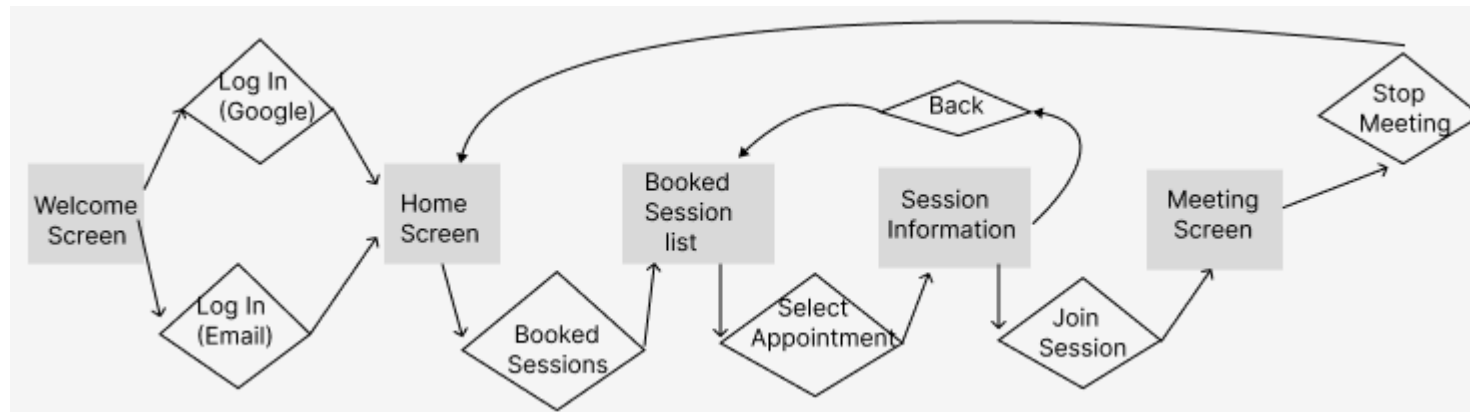 Log In
(Google)
Welcome
Screen
Log In
(Email)
Home
Screen
Booked
Sessions
Booked
Session
list
Select
Appointment
Back
Session
Information
Join
Session
Meeting
Screen
Stop
Meeting